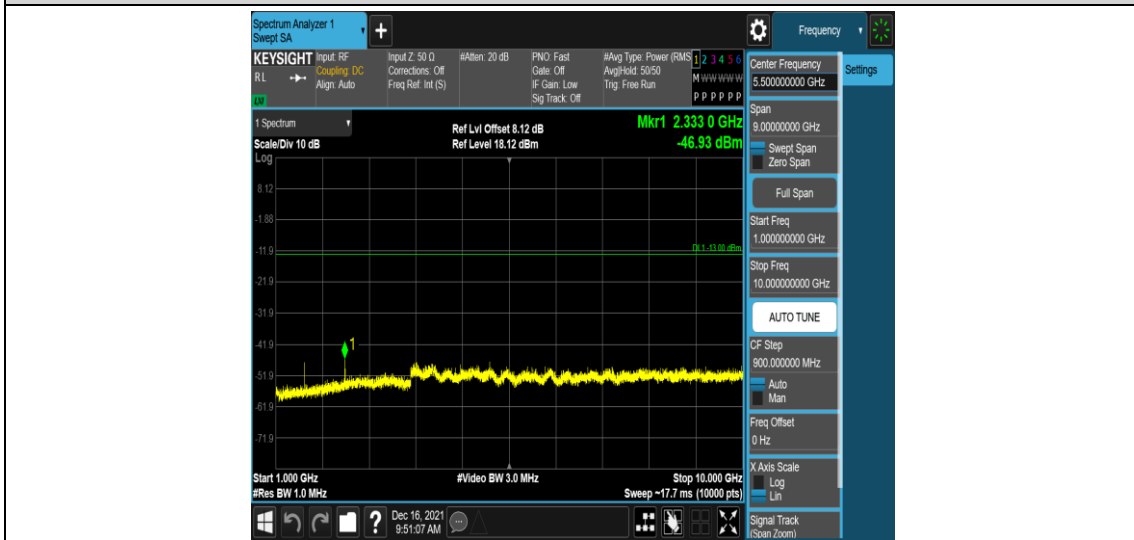 Spectrum Analyzer 1
Swept SA
+
Frequency
KEYSIGHT
RL
LXI
Input: RF
Coupling: DC
Align: Auto
Input Z: 50 Ω
Corrections: Off
Freq Ref: Int (S)
#Atten: 20 dB
PNO: Fast
Gate: Off
IF Gain: Low
Sig Track: Off
#Avg Type: Power (RMS
Avg|Hold: 50/50
Trig: Free Run
1 2 3 4 5 6
M W W W W W
P P P P P P
Center Frequency
5.500000000 GHz
Settings
Span
9.00000000 GHz
Swept Span
Zero Span
Full Span
Start Freq
1.000000000 GHz
Stop Freq
10.000000000 GHz
AUTO TUNE
CF Step
900.000000 MHz
Auto
Man
Freq Offset
0 Hz
X Axis Scale
Log
Lin
Signal Track
(Span Zoom)
1 Spectrum
Scale/Div 10 dB
Log
Ref Lvl Offset 8.12 dB
Ref Level 18.12 dBm
Mkr1 2.333 0 GHz
-46.93 dBm
8.12
-1.88
-11.9
DL1 -13.00 dBm
-21.9
-31.9
-41.9
1
-51.9
-61.9
-71.9
Start 1.000 GHz
#Video BW 3.0 MHz
Stop 10.000 GHz
#Res BW 1.0 MHz
Sweep ~17.7 ms (10000 pts)
?
Dec 16, 2021
9:51:07 AM